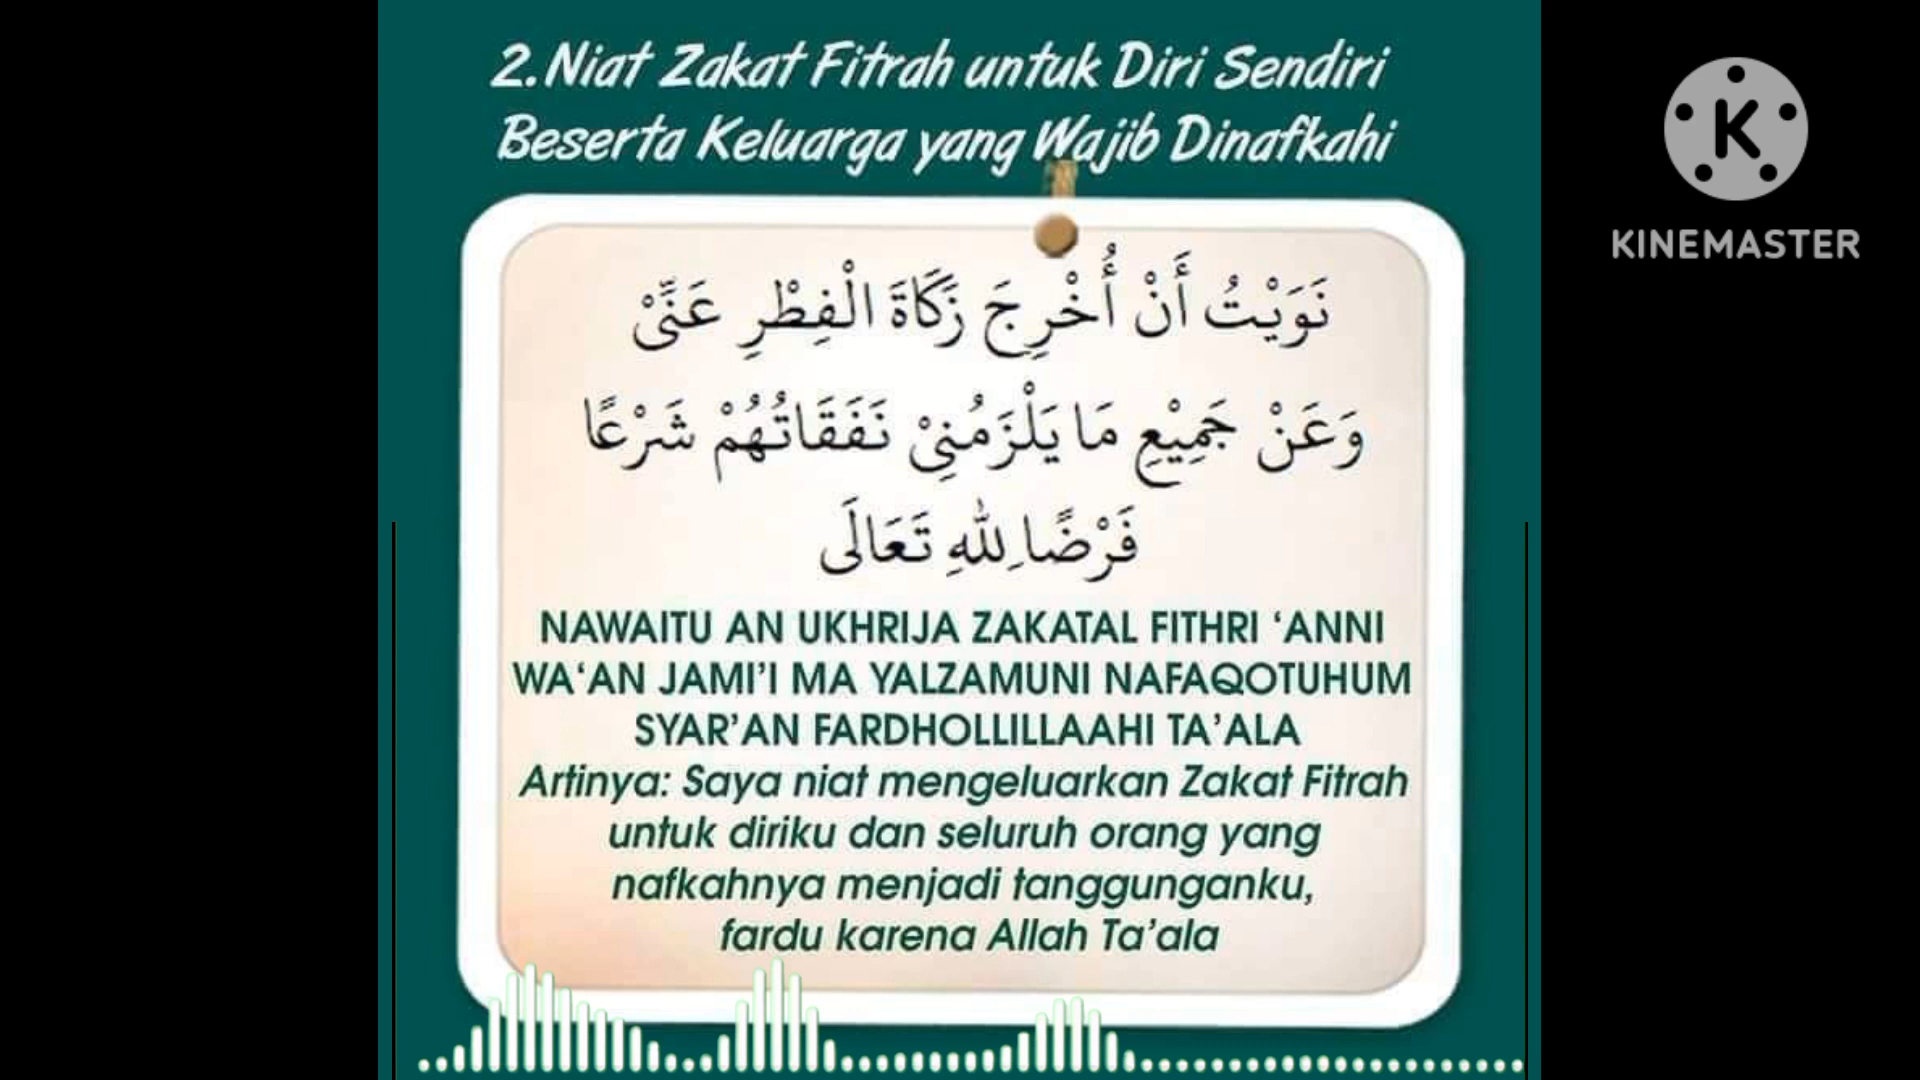 2. Niat Zakat Fitrah untuk Diri Sendiri
Beserta Keluarga yang Wajib Dinafkahi
نَوَيْتُ أَنْ أُخْرِجَ زَكَاةَ الْفِطْرِ عَنِّيْ
وَعَنْ جَمِيْعِ مَا يَلْزَمُنِيْ نَفَقَاتُهُمْ شَرْعًا
فَرْضًا لِلهِ تَعَالَى
NAWAITU AN UKHRIJA ZAKATAL FITHRI ‘ANNI
WA‘AN JAMI’I MA YALZAMUNI NAFAQOTUHUM
SYAR’AN FARDHOLLILLAAHI TA’ALA
Artinya: Saya niat mengeluarkan Zakat Fitrah
untuk diriku dan seluruh orang yang
nafkahnya menjadi tanggunganku,
fardu karena Allah Ta’ala
K
KINEMASTER